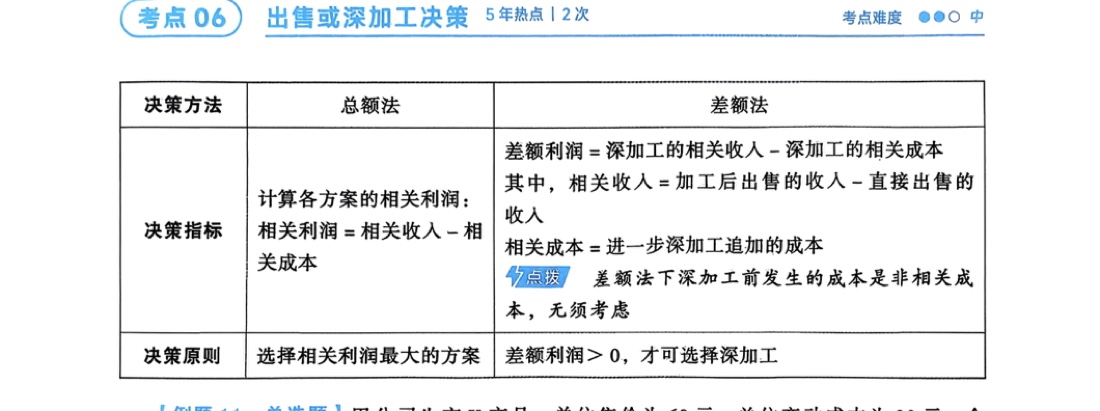 考点 06 出售或深加工决策 5年热点 | 2次 考点难度 中
决策方法 总额法 差额法
决策指标
计算各方案的相关利润：
相关利润 = 相关收入 - 相
关成本
差额利润 = 深加工的相关收入 - 深加工的相关成本
其中，相关收入 = 加工后出售的收入 - 直接出售的
收入
相关成本 = 进一步深加工追加的成本
点拨 差额法下深加工前发生的成本是非相关成
本，无须考虑
决策原则 选择相关利润最大的方案 差额利润＞0，才可选择深加工